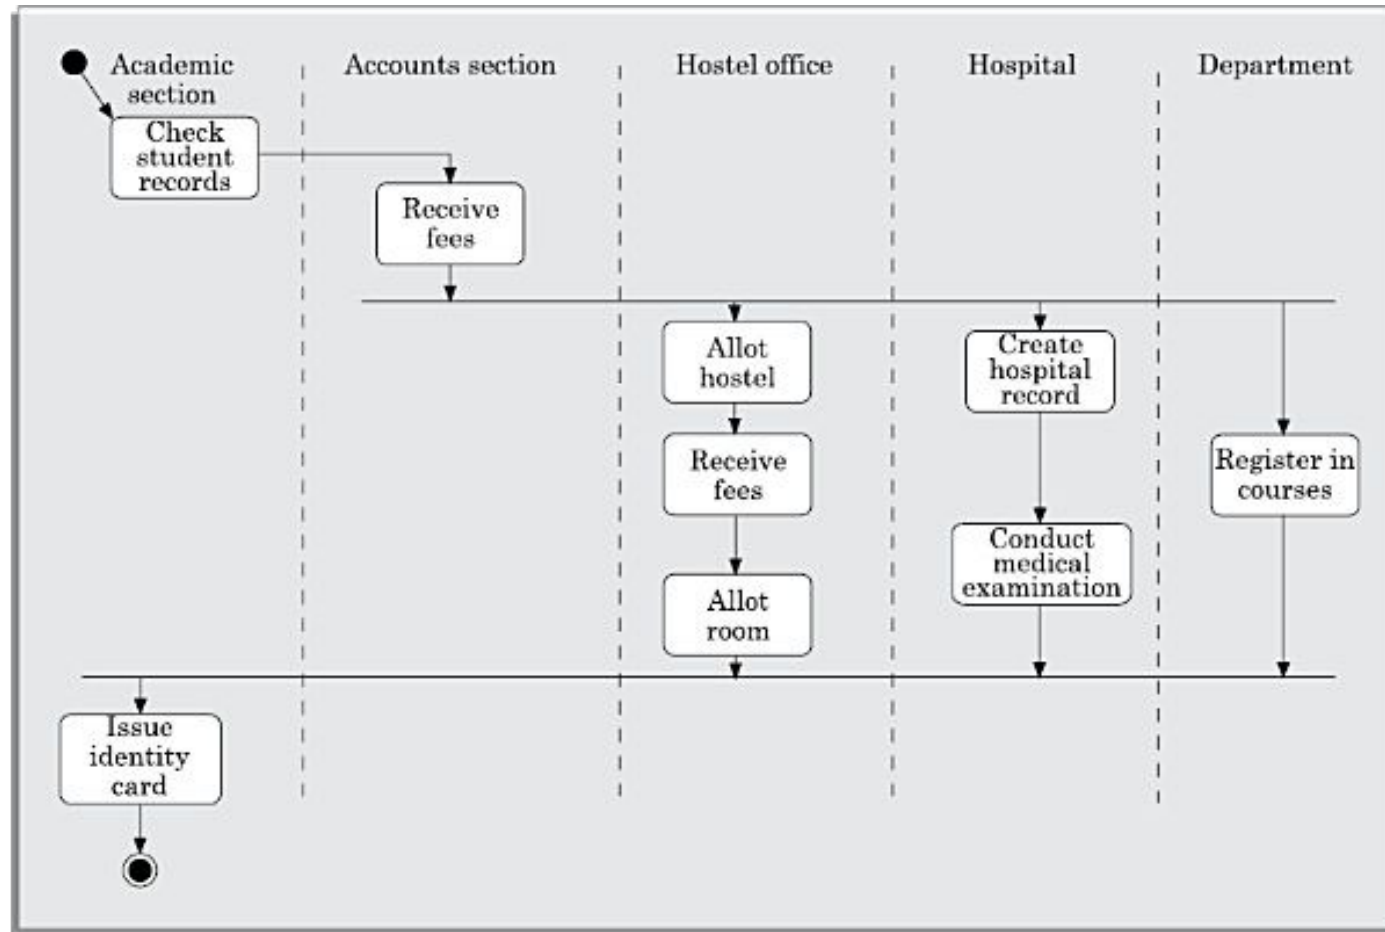 Academic
section
Accounts section
Hostel office
Hospital
Department
Check
student
records
Receive
fees
Allot
hostel
Create
hospital
record
Receive
fees
Register in
courses
Conduct
medical
examination
Allot
room
Issue
identity
card